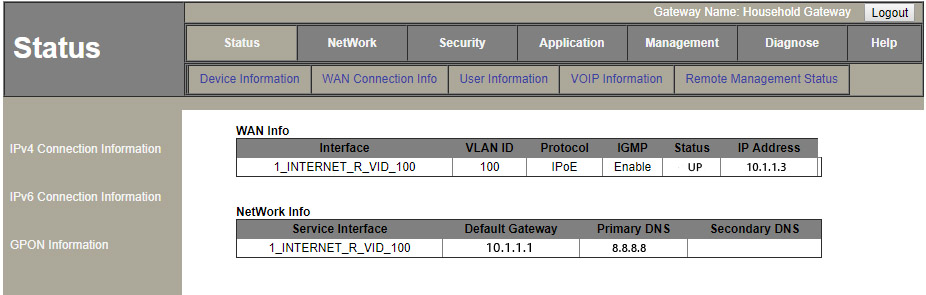 Gateway Name: Household Gateway Logout
Status
Status NetWork Security Application Management Diagnose Help
Device Information WAN Connection Info User Information VOIP Information Remote Management Status
IPv4 Connection Information
IPv6 Connection Information
GPON Information
WAN Info
Interface VLAN ID Protocol IGMP Status IP Address
1_INTERNET_R_VID_100 100 IPoE Enable UP 10.1.1.3
NetWork Info
Service Interface Default Gateway Primary DNS Secondary DNS
1_INTERNET_R_VID_100 10.1.1.1 8.8.8.8